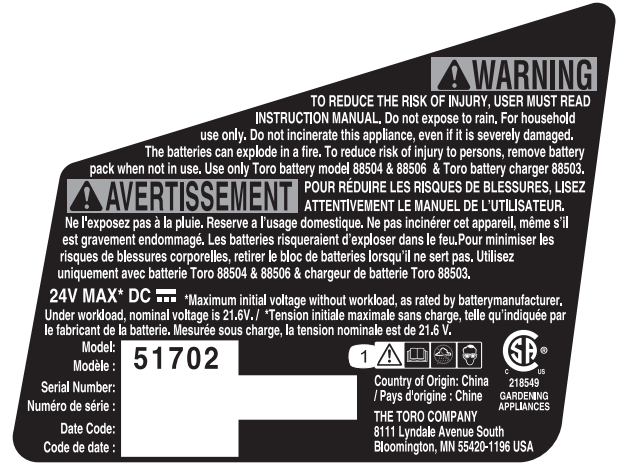 WARNING
TO REDUCE THE RISK OF INJURY, USER MUST READ
INSTRUCTION MANUAL. Do not expose to rain. For household
use only. Do not incinerate this appliance, even if it is severely damaged.
The batteries can explode in a fire. To reduce risk of injury to persons, remove battery
pack when not in use. Use only Toro battery model 88504 & 88506 & Toro battery charger 88503.
AVERTISSEMENT
POUR RÉDUIRE LES RISQUES DE BLESSURES, LISEZ
ATTENTIVEMENT LE MANUEL DE L'UTILISATEUR.
Ne l'exposez pas à la pluie. Reserve a l'usage domestique. Ne pas incinérer cet appareil, même s'il
est gravement endommagé. Les batteries risqueraient d'exploser dans le feu.Pour minimiser les
risques de blessures corporelles, retirer le bloc de batteries lorsqu'il ne sert pas. Utilisez
uniquement avec batterie Toro 88504 & 88506 & chargeur de batterie Toro 88503.
24V MAX* DC *Maximum initial voltage without workload, as rated by batterymanufacturer.
Under workload, nominal voltage is 21.6V. / *Tension initiale maximale sans charge, telle qu'indiquée par
le fabricant de la batterie. Mesurée sous charge, la tension nominale est de 21.6 V.
Model:
Modèle :
51702
Serial Number:
Numéro de série :
Date Code:
Code de date :
1
Country of Origin: China
/ Pays d'origine : Chine
THE TORO COMPANY
8111 Lyndale Avenue South
Bloomington, MN 55420-1196 USA
SA ®
C US
218549
GARDENING
APPLIANCES